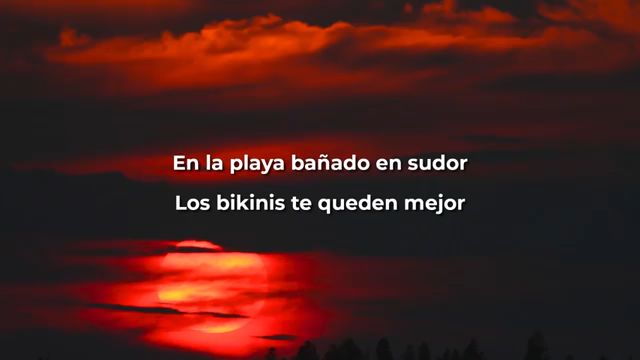 En la playa bañado en sudor
Los bikinis te queden mejor